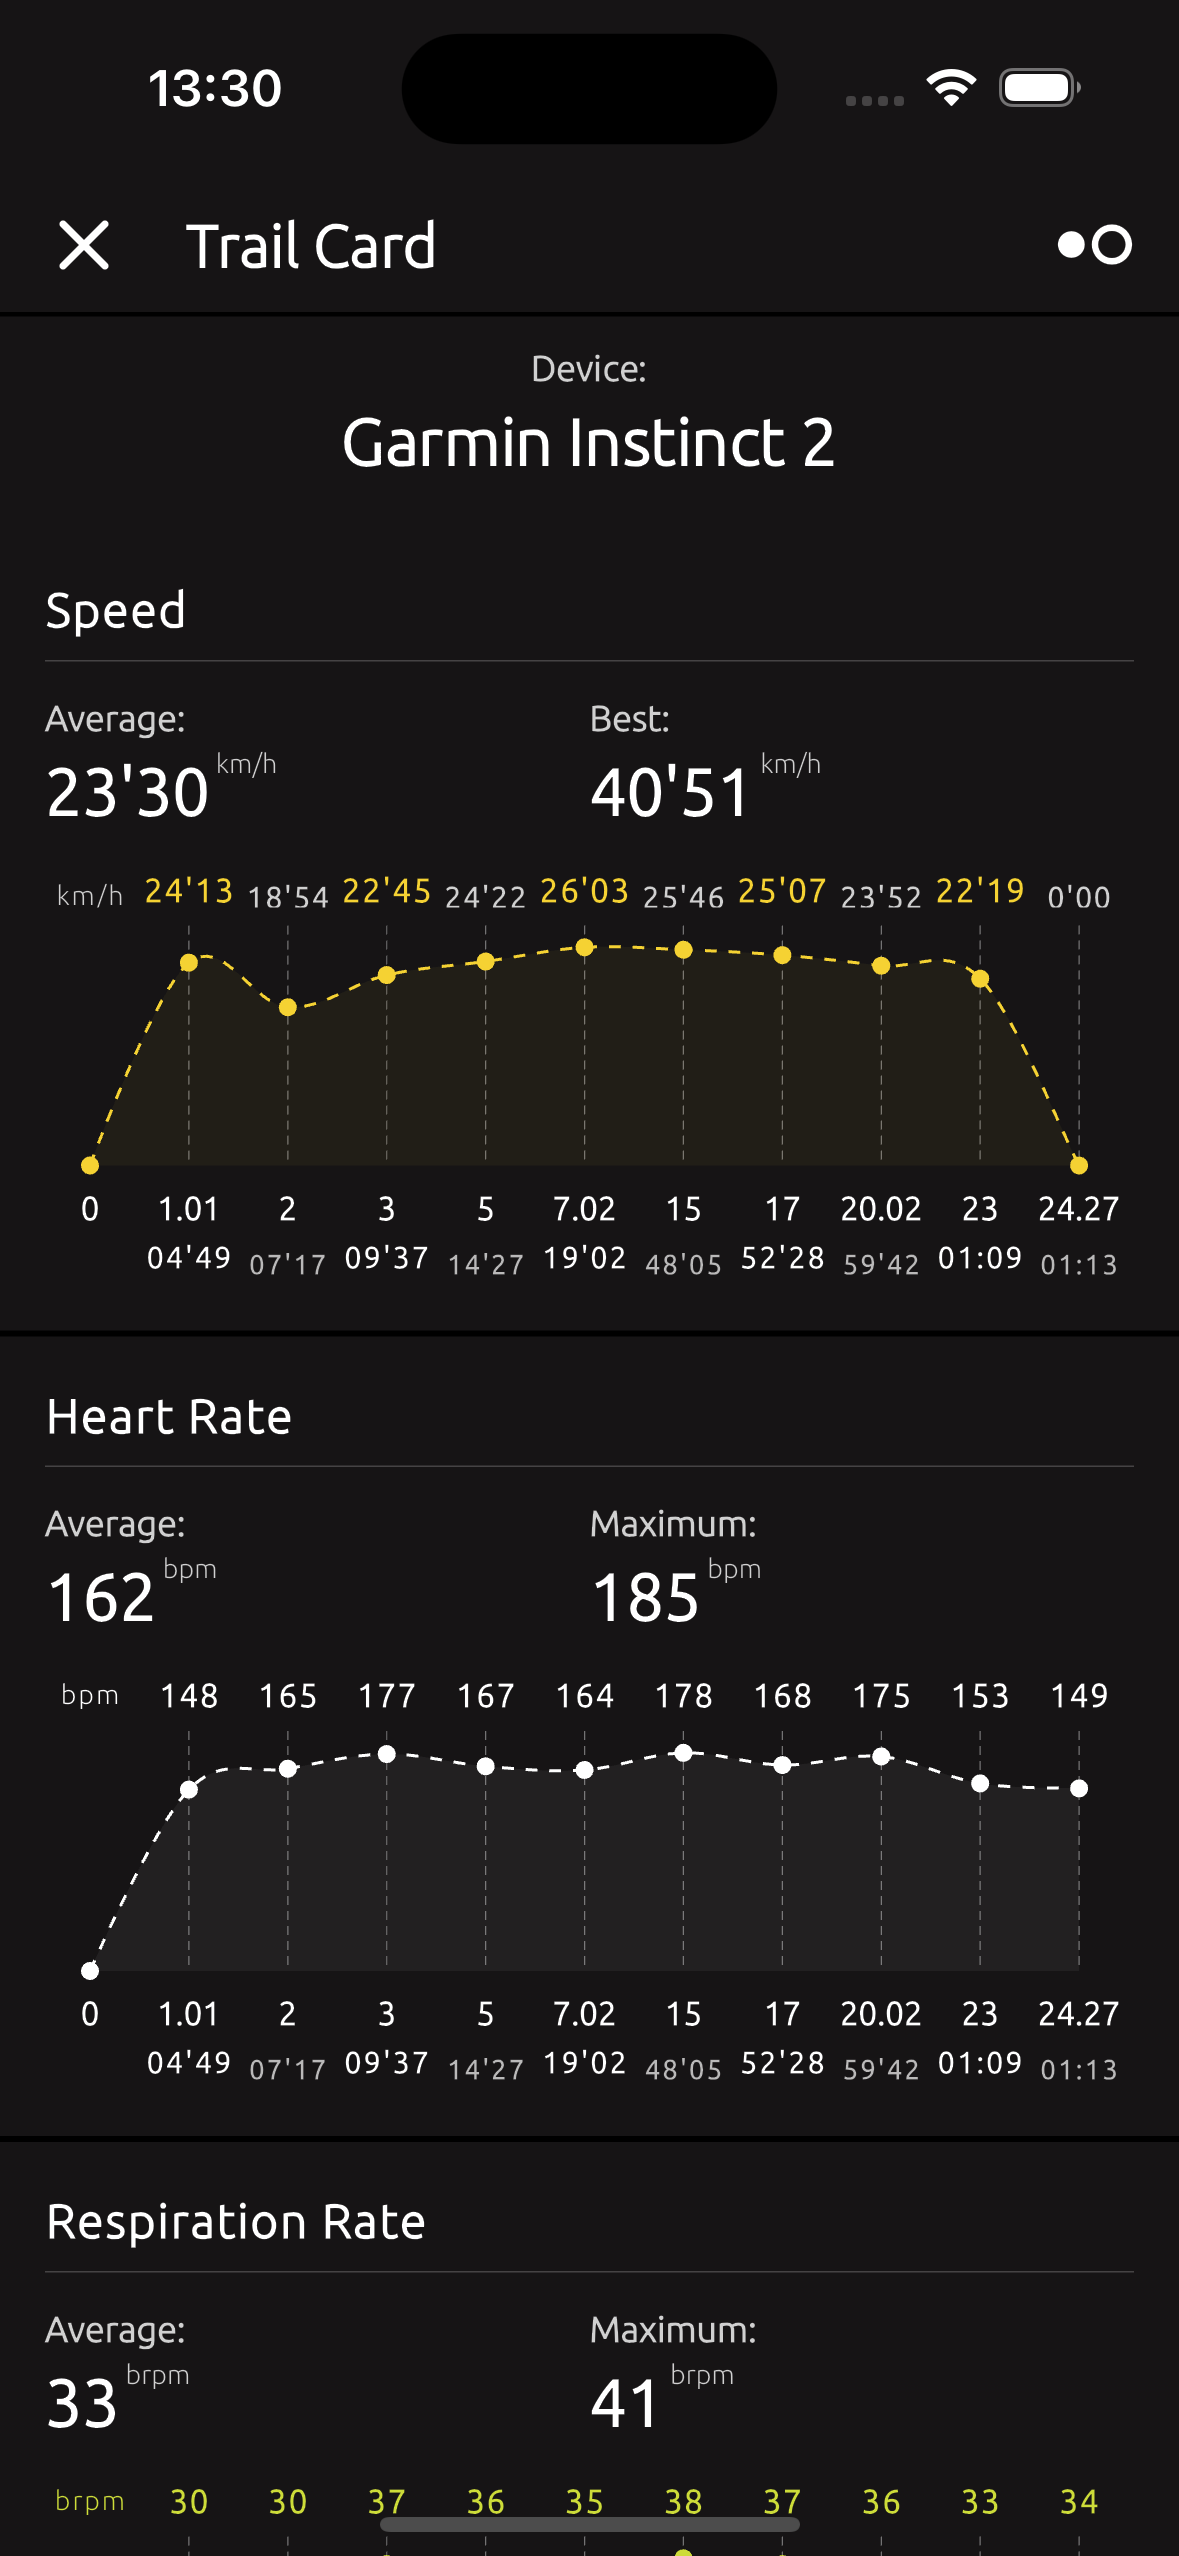 13:30
Trail Card
Device:
Garmin Instinct 2
Speed
Average: Best:
23'30 km/h 40'51 km/h
km/h 24'13 18'54 22'45 24'22 26'03 25'46 25'07 23'52 22'19 0'00
0 1.01 2 3 5 7.02 15 17 20.02 23 24.27
04'49 07'17 09'37 14'27 19'02 48'05 52'28 59'42 01:09 01:13
Heart Rate
Average: Maximum:
162 bpm 185 bpm
bpm 148 165 177 167 164 178 168 175 153 149
0 1.01 2 3 5 7.02 15 17 20.02 23 24.27
04'49 07'17 09'37 14'27 19'02 48'05 52'28 59'42 01:09 01:13
Respiration Rate
Average: Maximum:
33 brpm 41 brpm
brpm 30 30 37 36 35 38 37 36 33 34